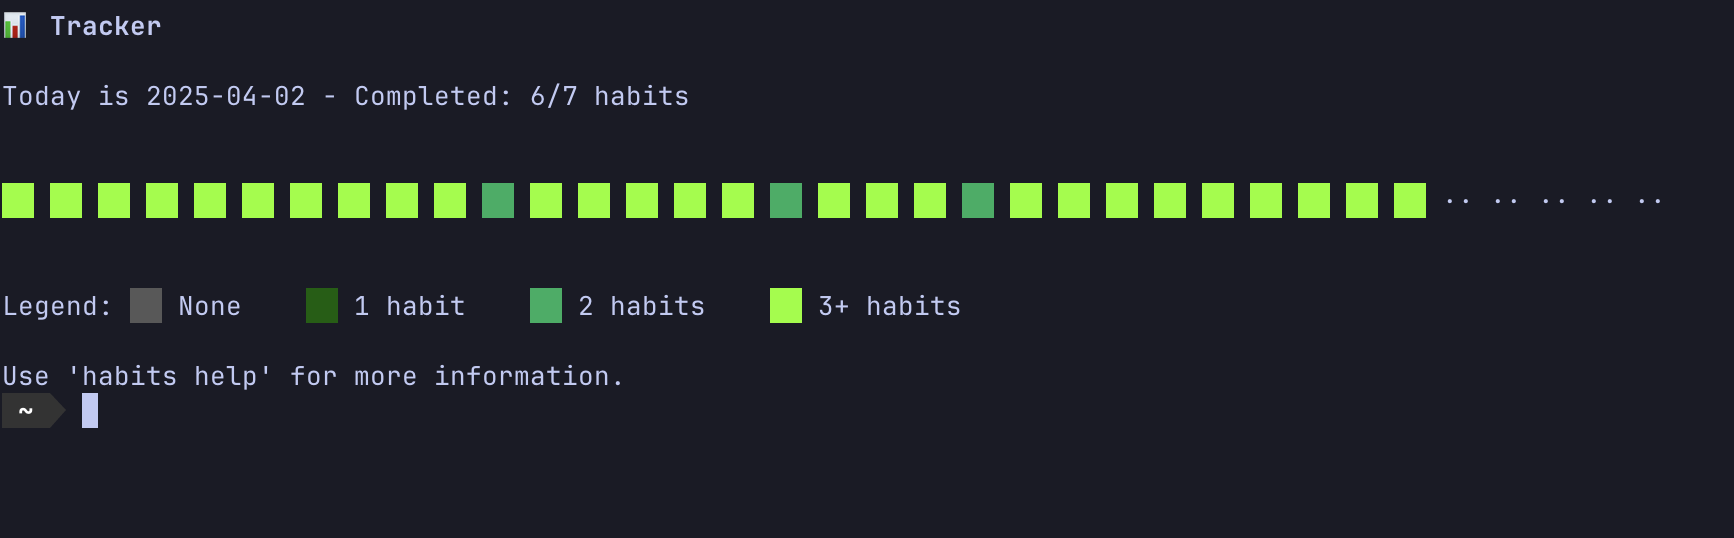 Tracker
Today is 2025-04-02 - Completed: 6/7 habits
·· ·· ·· ·· ··
Legend: None 1 habit 2 habits 3+ habits
Use 'habits help' for more information.
~